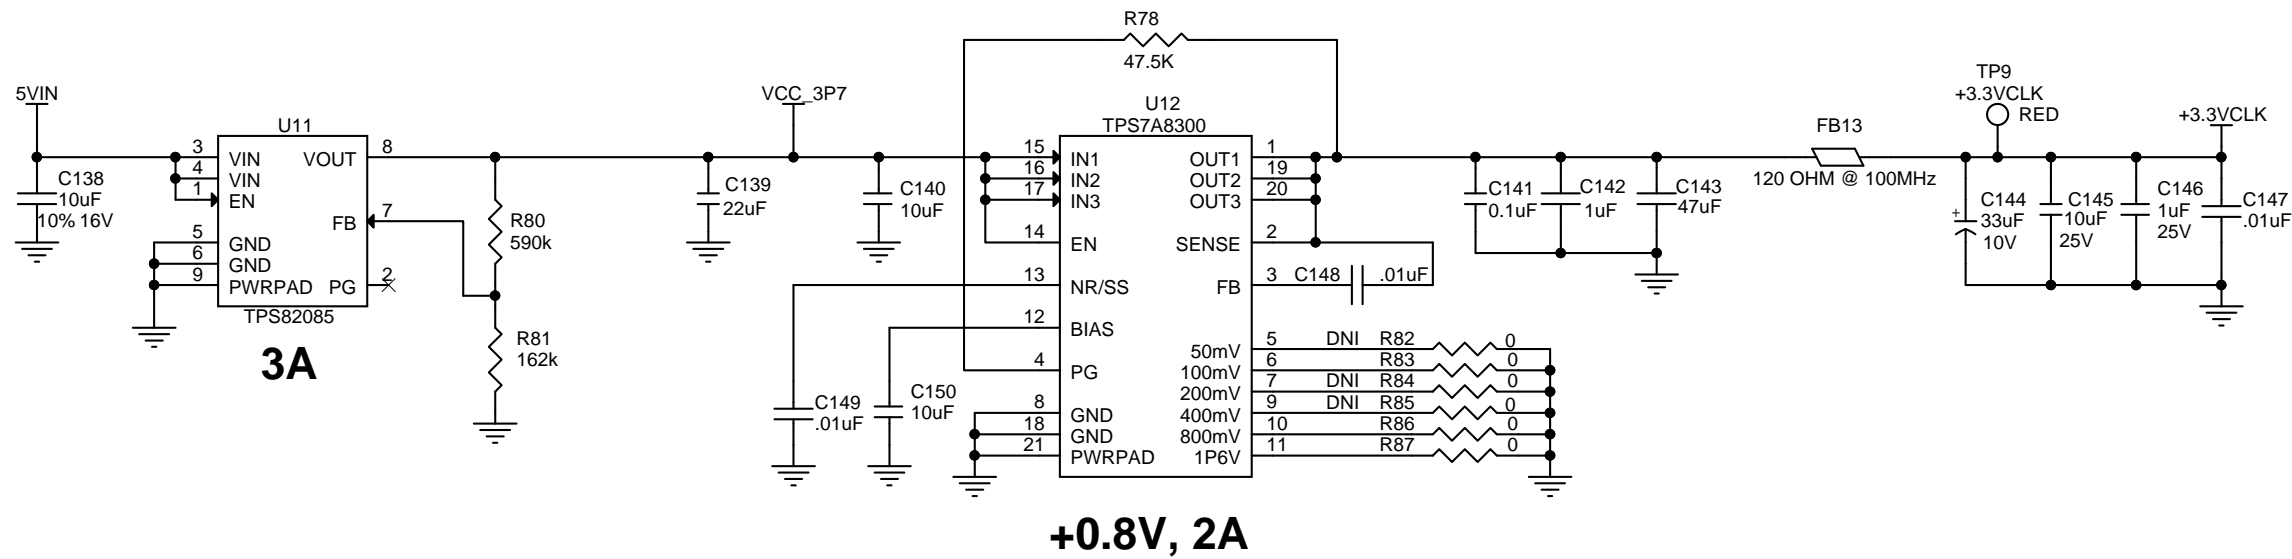 R78
47.5K
5VIN
VCC_3P7
TP9
+3.3VCLK
RED
+3.3VCLK
U11
U12
TPS7A8300
FB13
120 OHM @ 100MHz
3 VIN VOUT 8
4 VIN
1 EN
7 FB
5 GND
6 GND
9 PWRPAD PG 2
TPS82085
3A
C138
10uF
10% 16V
R80
590k
R81
162k
C139
22uF
C140
10uF
15 IN1 OUT1 1
16 IN2 OUT2 19
17 IN3 OUT3 20
14 EN SENSE 2
13 NR/SS FB 3
12 BIAS
4 PG
8 GND
18 GND
21 PWRPAD
C148 .01uF
50mV 5 DNI R82 0
100mV 6 R83 0
200mV 7 DNI R84 0
400mV 9 DNI R85 0
800mV 10 R86 0
1P6V 11 R87 0
C149
.01uF
C150
10uF
C141
0.1uF
C142
1uF
C143
47uF
+
C144
33uF
10V
C145
10uF
25V
C146
1uF
25V
C147
.01uF
+0.8V, 2A